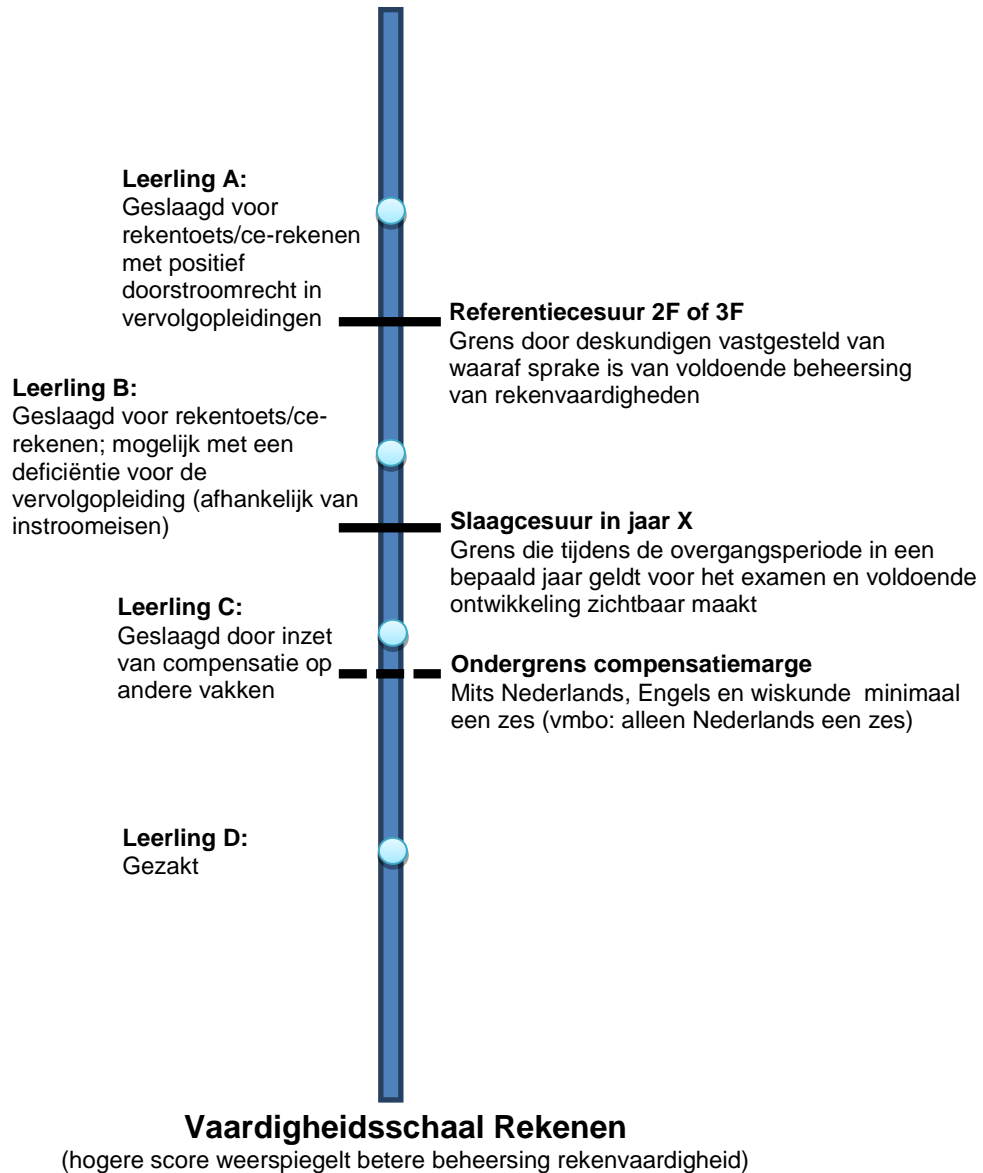 Leerling A:
Geslaagd voor
rekentoets/ce-rekenen
met positief
doorstroomrecht in
vervolgopleidingen
Referentiecesuur 2F of 3F
Grens door deskundigen vastgesteld van
waaraf sprake is van voldoende beheersing
van rekenvaardigheden
Leerling B:
Geslaagd voor rekentoets/ce-
rekenen; mogelijk met een
deficiëntie voor de
vervolgopleiding (afhankelijk van
instroomeisen)
Slaagcesuur in jaar X
Grens die tijdens de overgangsperiode in een
bepaald jaar geldt voor het examen en voldoende
ontwikkeling zichtbaar maakt
Leerling C:
Geslaagd door inzet
van compensatie op
andere vakken
Ondergrens compensatiemarge
Mits Nederlands, Engels en wiskunde  minimaal
een zes (vmbo: alleen Nederlands een zes)
Leerling D:
Gezakt
Vaardigheidsschaal Rekenen
(hogere score weerspiegelt betere beheersing rekenvaardigheid)